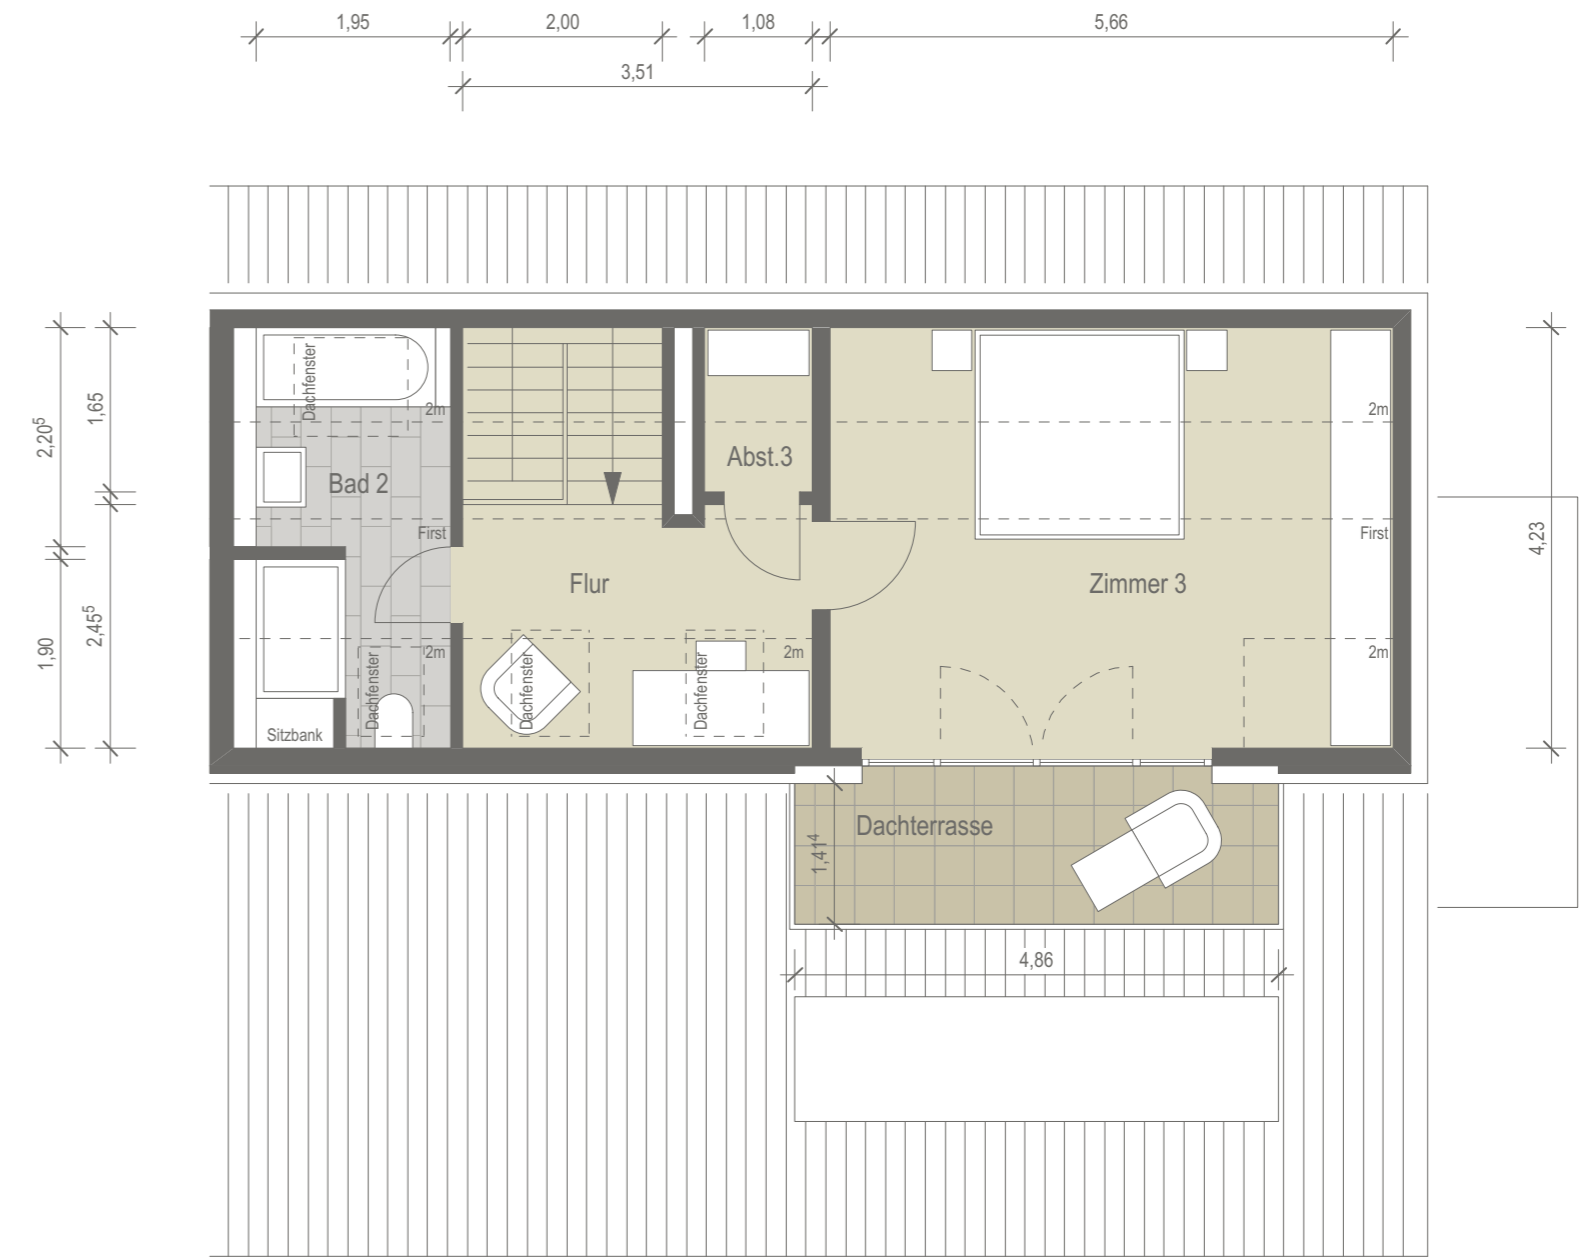 1,95
2,00
1,08
5,66
3,51
Dachfenster
2m
2m
1,65
2,20⁵
Abst.3
Bad 2
First
First
4,23
Flur
Zimmer 3
2,45⁵
1,90
2m
2m
2m
Dachfenster
Dachfenster
Dachfenster
Sitzbank
Dachterrasse
1,41⁴
4,86